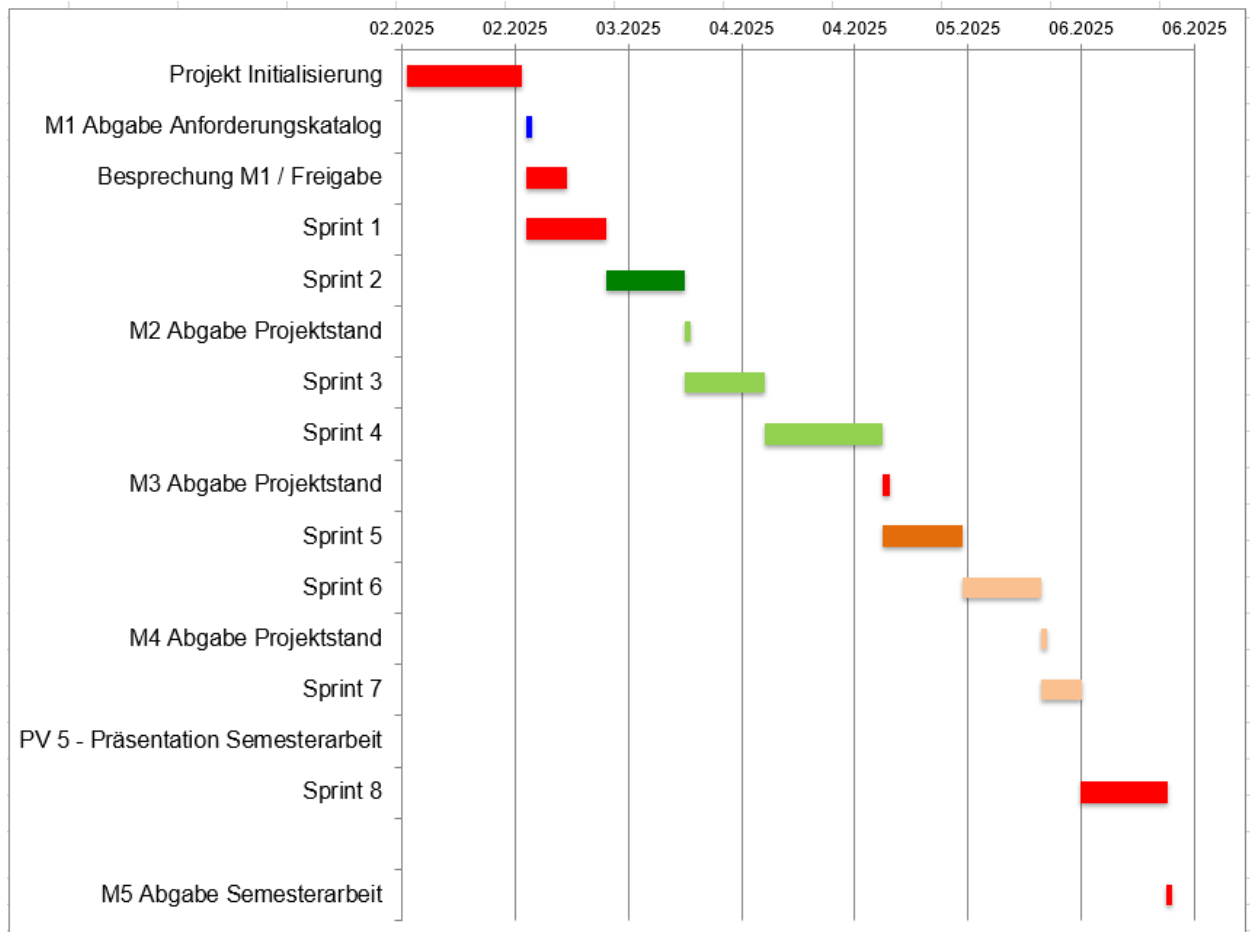 02.2025 02.2025 03.2025 04.2025 04.2025 05.2025 06.2025 06.2025
Projekt Initialisierung
M1 Abgabe Anforderungskatalog
Besprechung M1 / Freigabe
Sprint 1
Sprint 2
M2 Abgabe Projektstand
Sprint 3
Sprint 4
M3 Abgabe Projektstand
Sprint 5
Sprint 6
M4 Abgabe Projektstand
Sprint 7
PV 5 - Präsentation Semesterarbeit
Sprint 8
M5 Abgabe Semesterarbeit